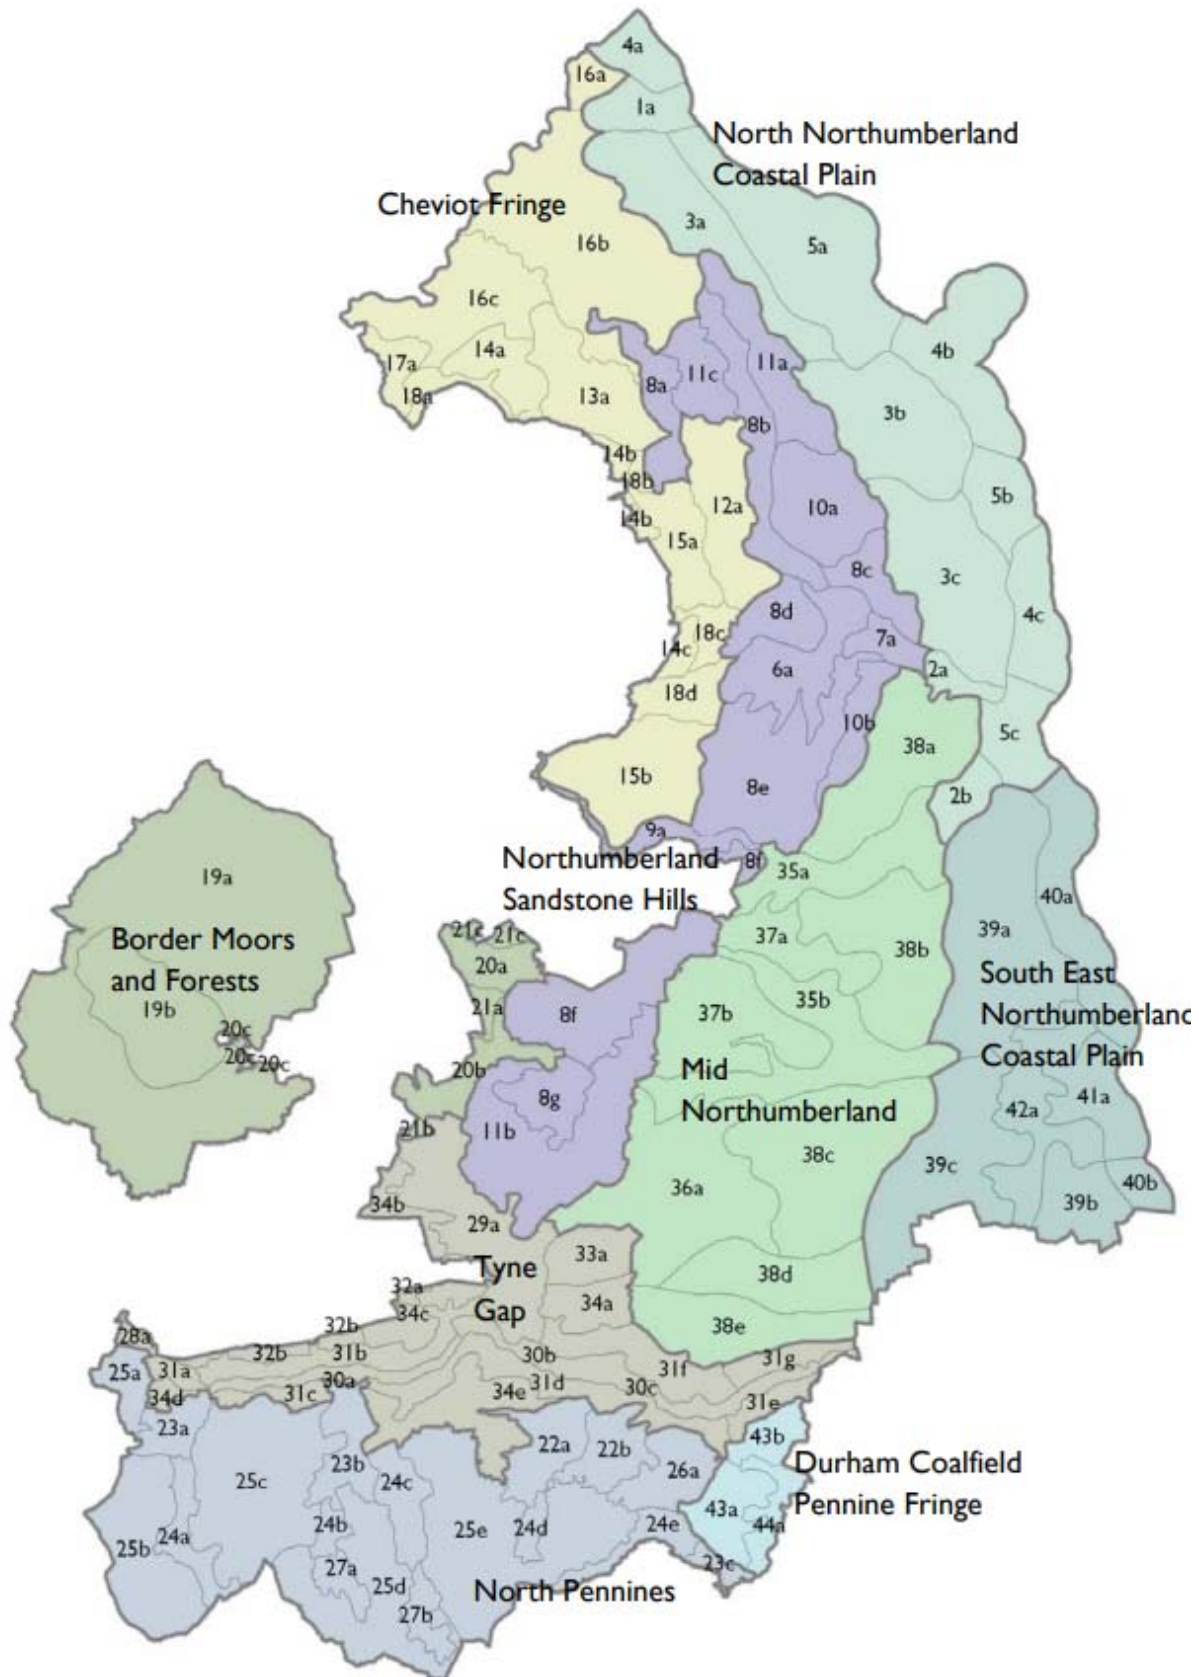 4a
16a
1a
North Northumberland
Coastal Plain
Cheviot Fringe
3a
5a
16b
16c
4b
14a
11a
17a
11c
8a
18a
13a
3b
8b
14b
18b
5b
12a
10a
14b
15a
8c
3c
8d
4c
18c
7a
14c
6a
2a
18d
10b
5c
38a
15b
8e
2b
9a
Northumberland
Sandstone Hills
8f
35a
19a
40a
21c
21c
37a
39a
Border Moors
and Forests
38b
20a
South East
Northumberland
Coastal Plain
19b
21a
35b
8f
37b
20c
20c
20c
20b
Mid
Northumberland
8g
41a
42a
21b
11b
38c
39c
36a
40b
34b
39b
29a
33a
Tyne
Gap
38d
32a
34a
34c
38e
32b
28a
32b
31b
30b
31g
25a
31a
31f
30a
31d
30c
34d
31c
34e
31e
23a
43b
22a
22b
Durham Coalfield
Pennine Fringe
23b
26a
25c
24c
43a
24b
25e
24d
24e
44a
25b
24a
23c
27a
25d
North Pennines
27b